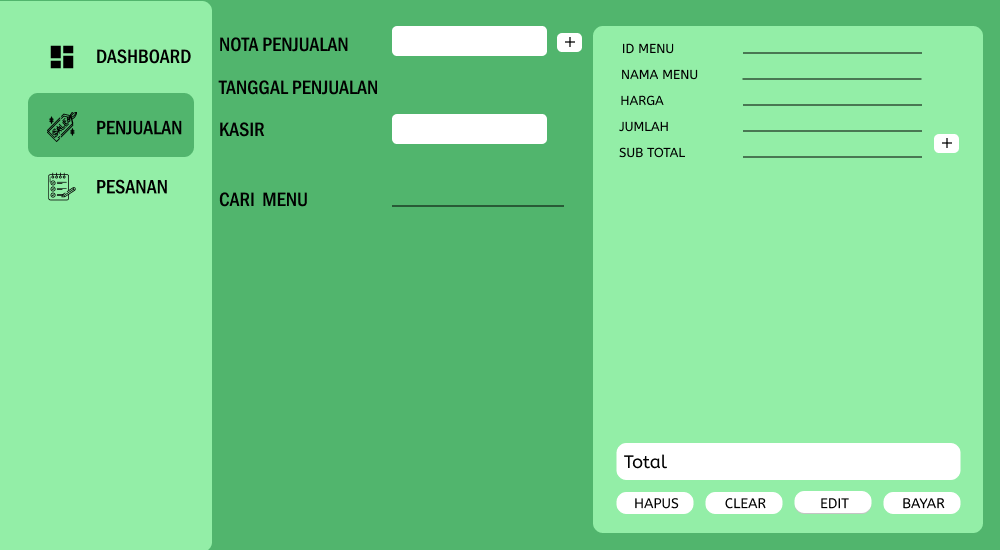 DASHBOARD
PENJUALAN
PESANAN
NOTA PENJUALAN
+
TANGGAL PENJUALAN
KASIR
CARI MENU
ID MENU
NAMA MENU
HARGA
JUMLAH
SUB TOTAL
+
Total
HAPUS
CLEAR
EDIT
BAYAR